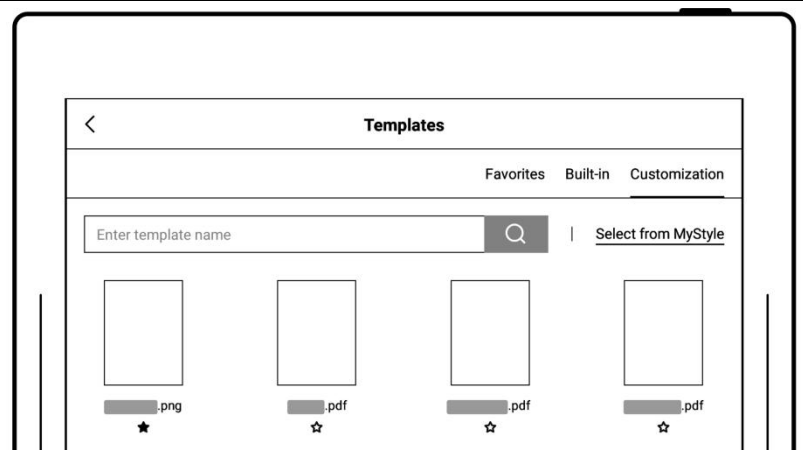 Templates
Favorites Built-in Customization
Enter template name
Select from MyStyle
.png .pdf .pdf .pdf